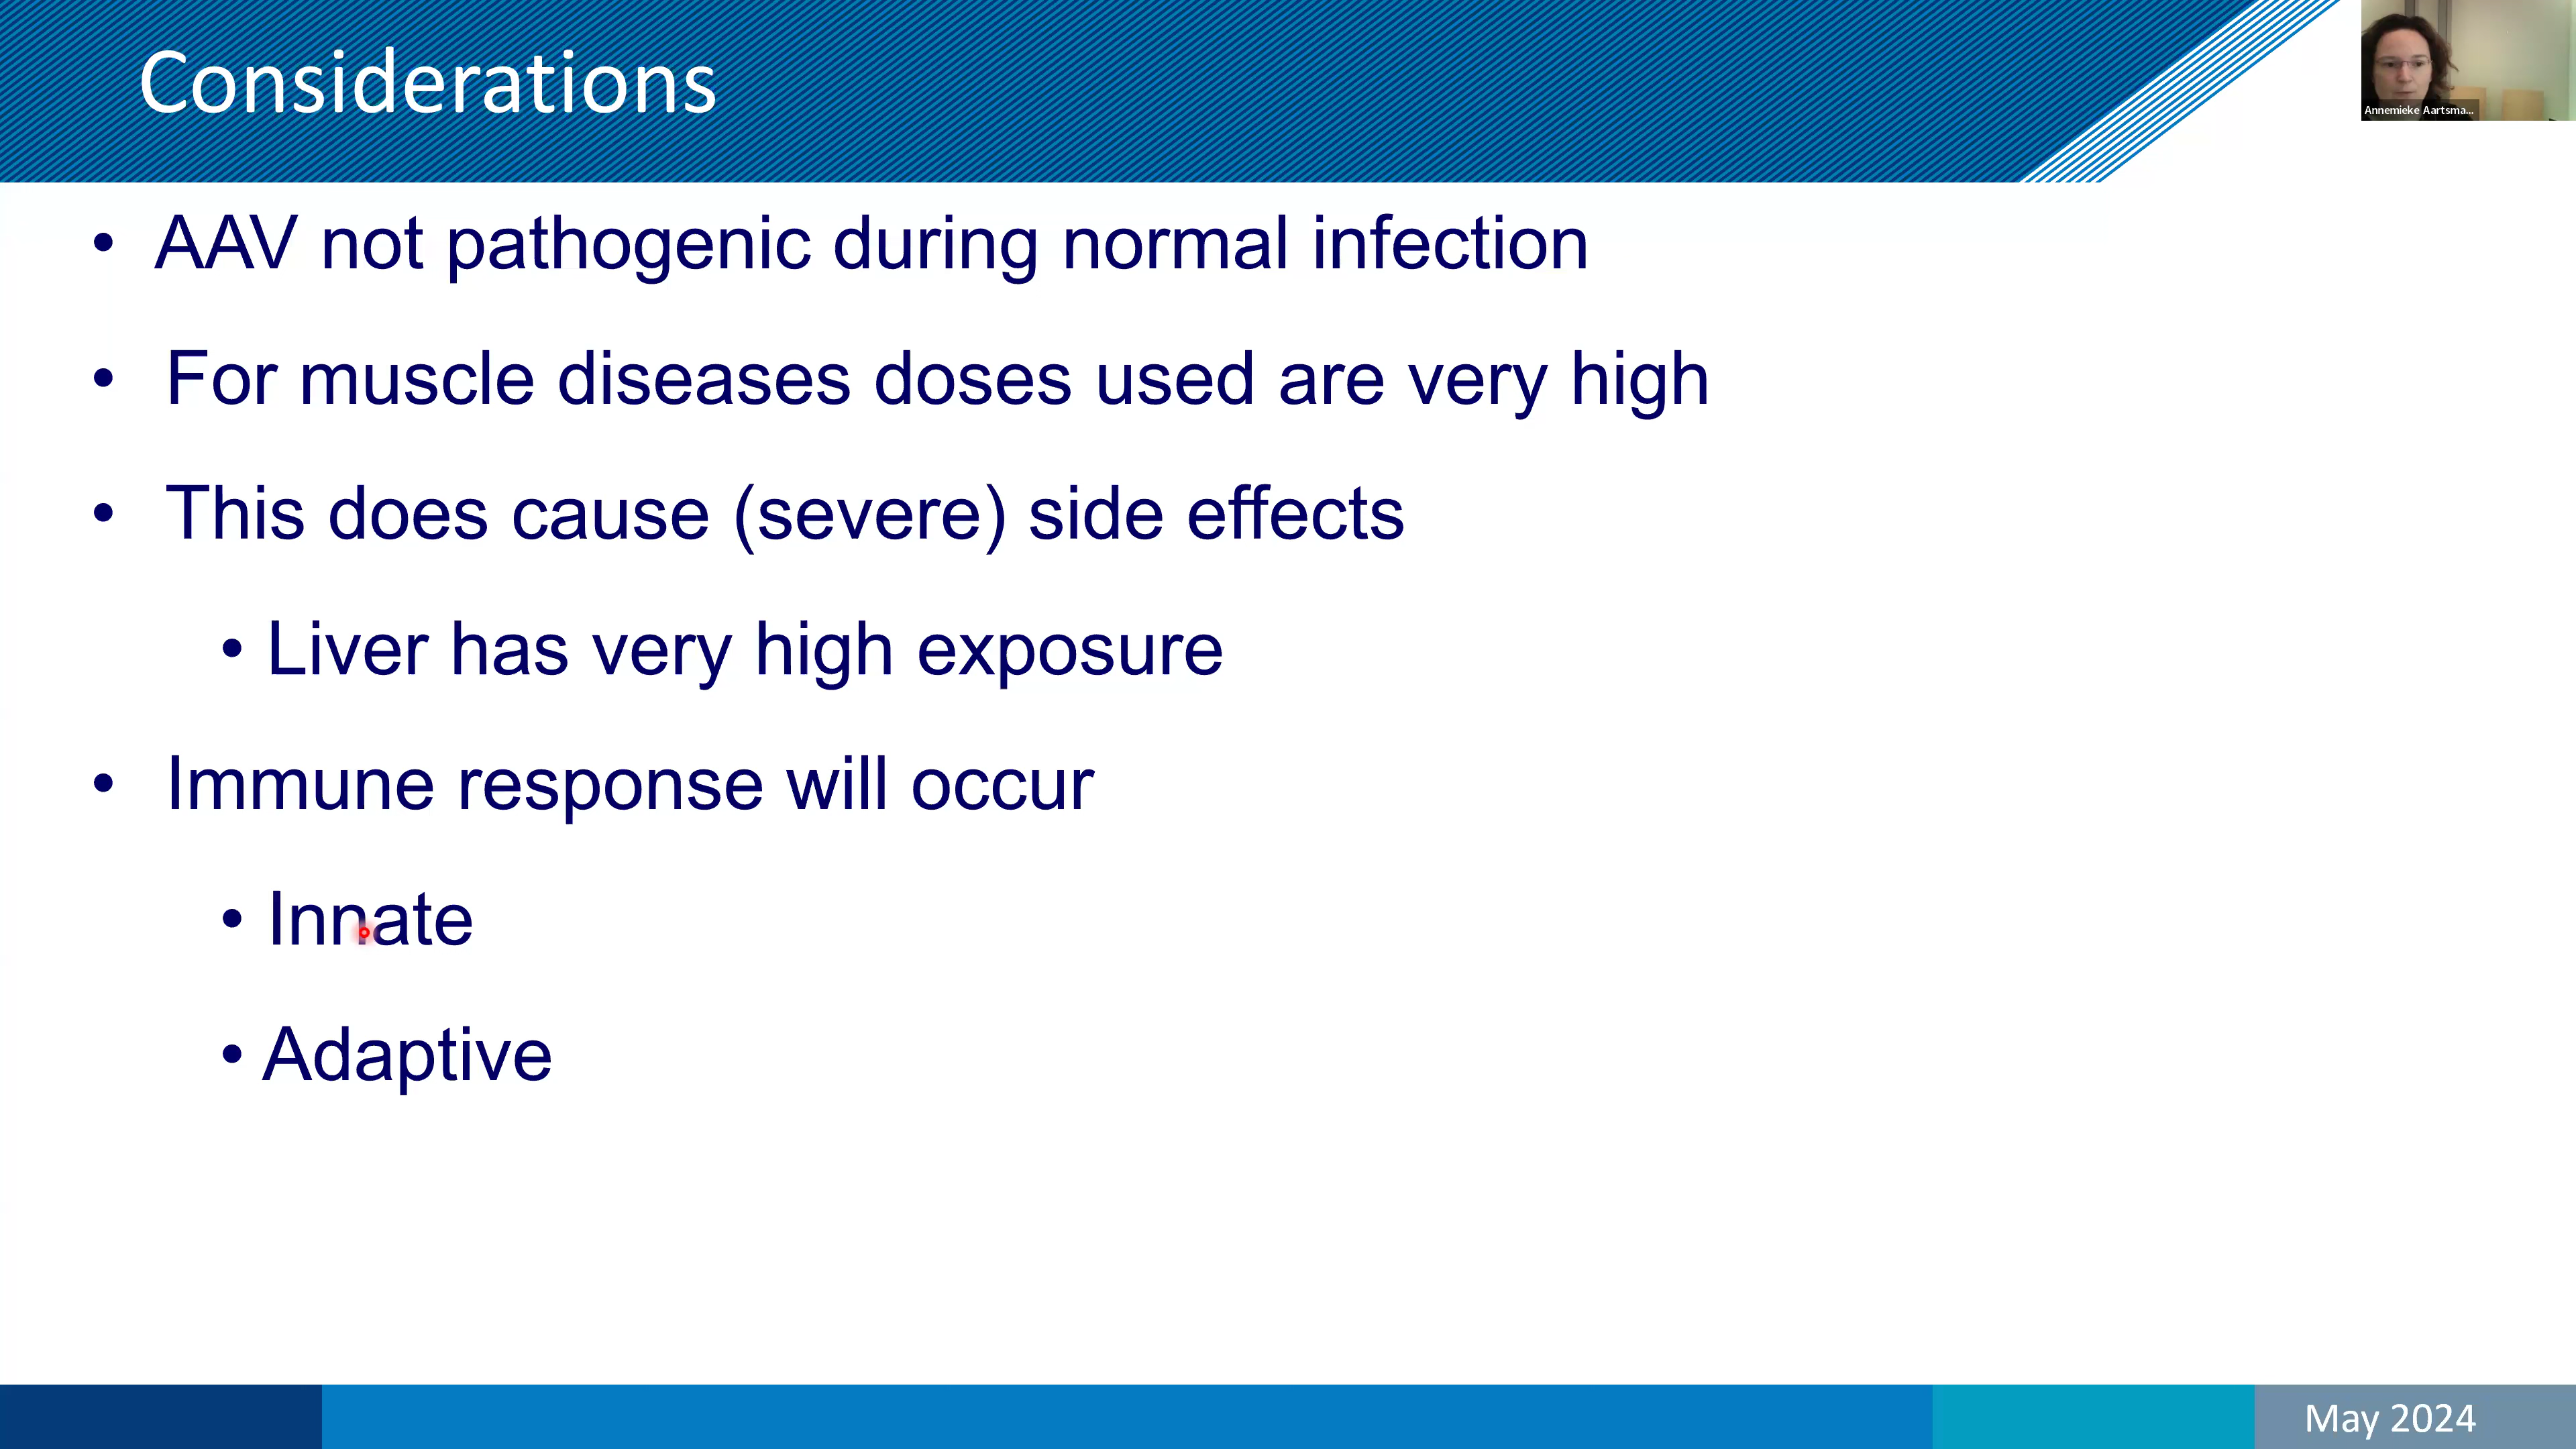 Considerations
Annemieke Aartsma...
• AAV not pathogenic during normal infection
• For muscle diseases doses used are very high
• This does cause (severe) side effects
• Liver has very high exposure
• Immune response will occur
• Innate
• Adaptive
May 2024